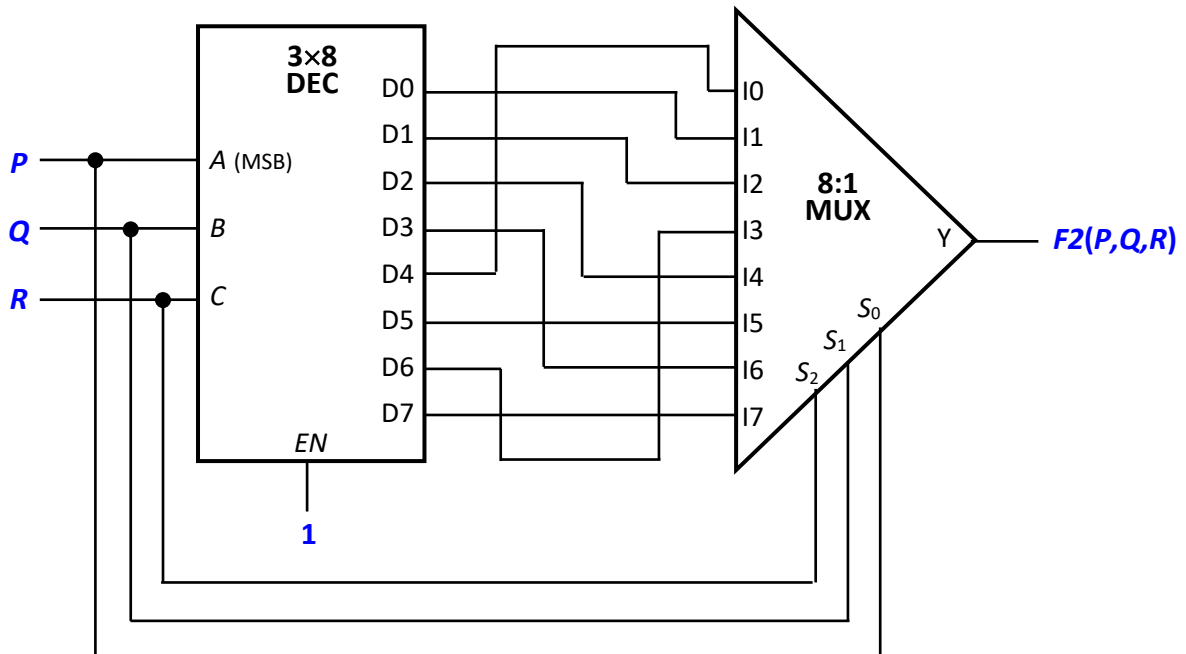 3×8
DEC
D0
D1
D2
D3
D4
D5
D6
D7
P
Q
R
A (MSB)
B
C
EN
1
I0
I1
I2
I3
I4
I5
I6
I7
8:1
MUX
Y
S0
S1
S2
F2(P,Q,R)